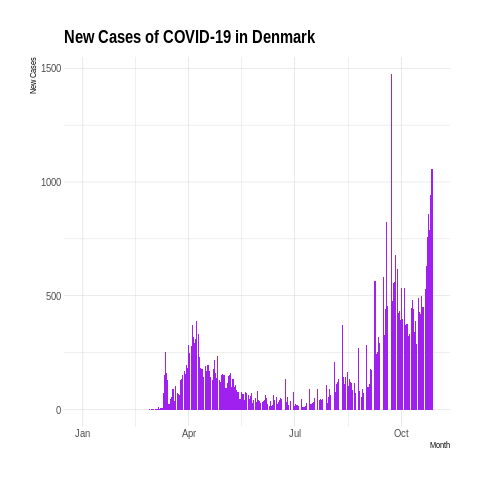 New Cases of COVID-19 in Denmark
New Cases
1500
1000
500
0
Jan Apr Jul Oct
Month